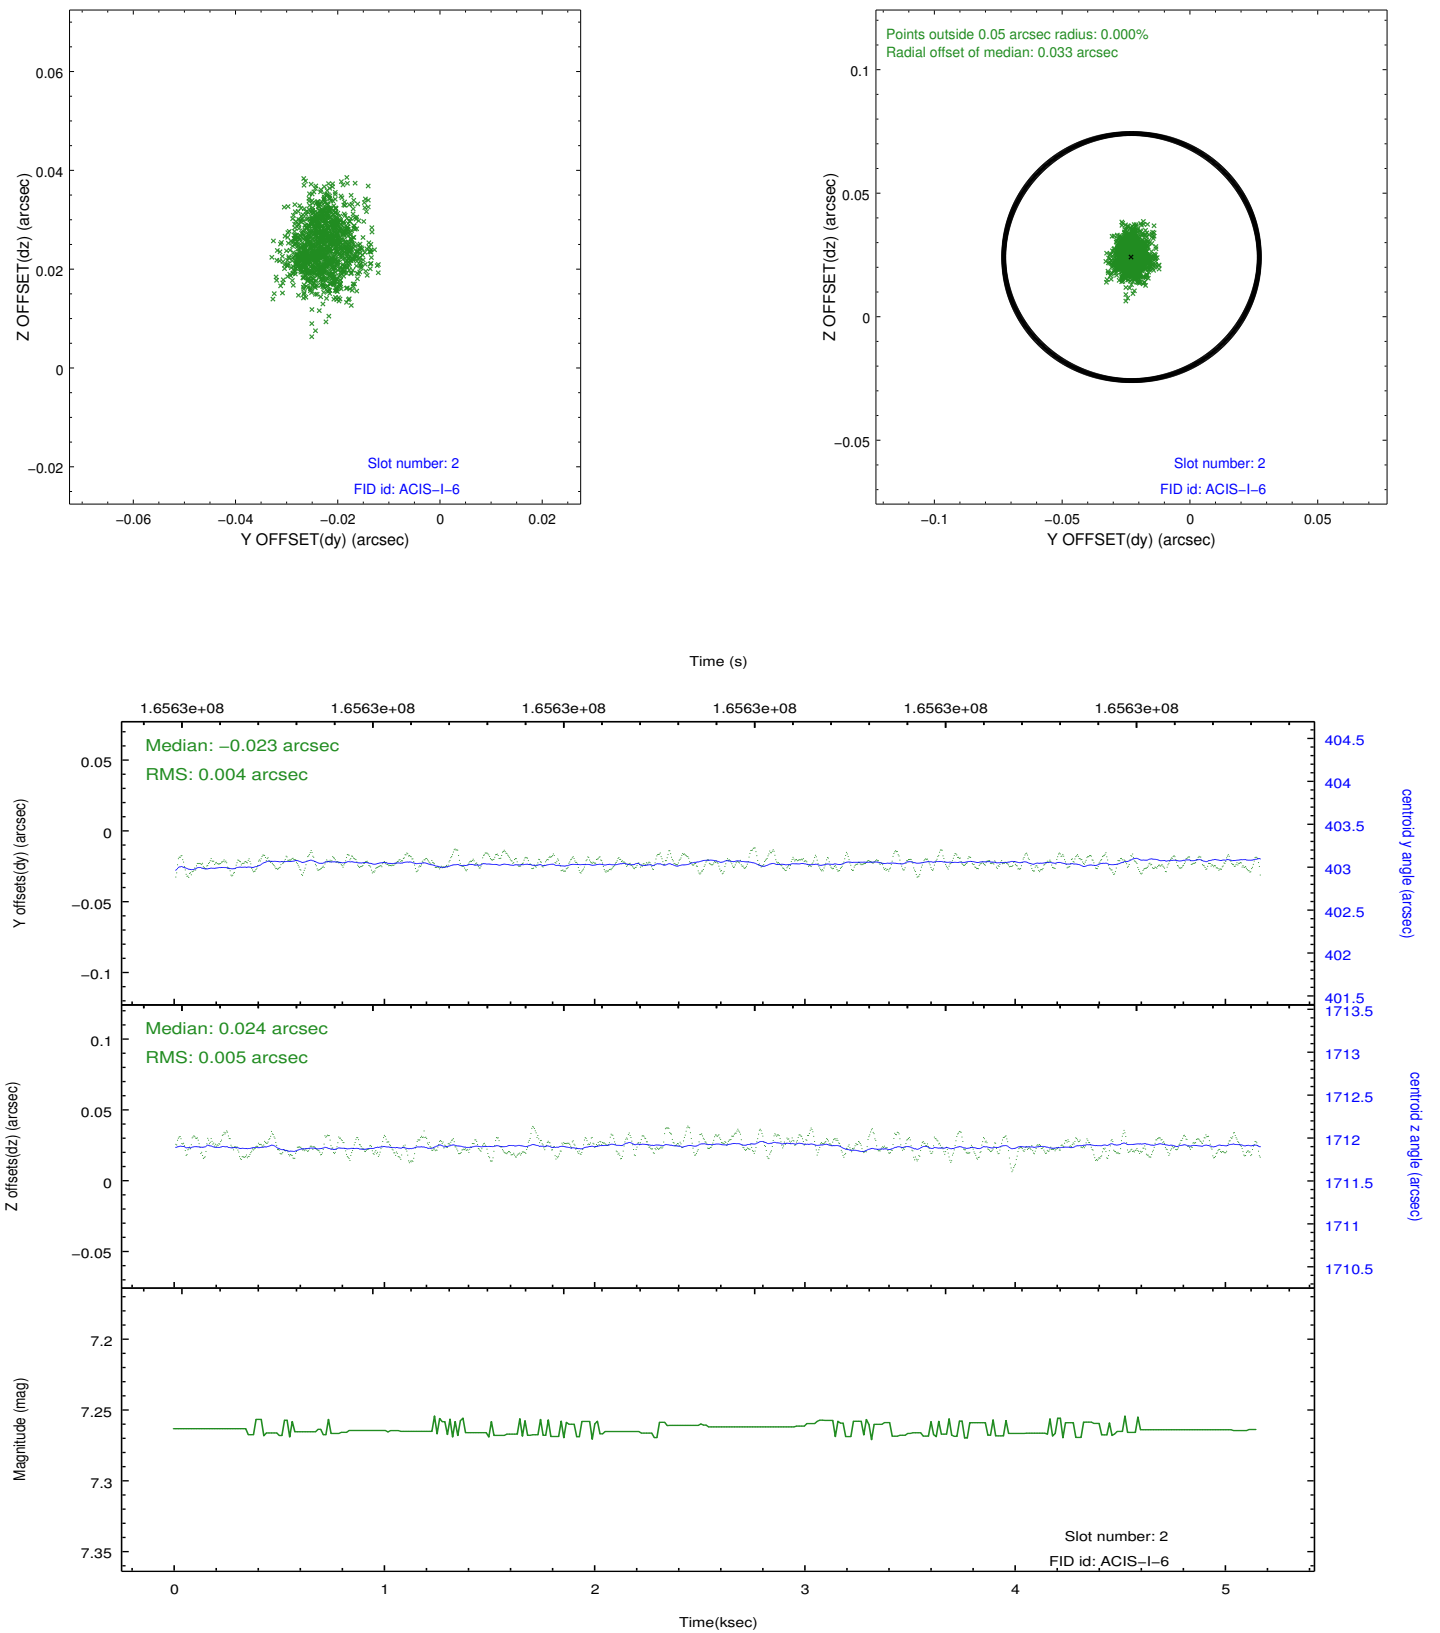 0.06
0.04
0.02
0
−0.02
Z OFFSET(dz) (arcsec)
Slot number: 2
FID id: ACIS−I−6
−0.06
−0.04
−0.02
0
0.02
Y OFFSET(dy) (arcsec)
Points outside 0.05 arcsec radius: 0.000%
Radial offset of median: 0.033 arcsec
0.1
0.05
0
−0.05
Z OFFSET(dz) (arcsec)
Slot number: 2
FID id: ACIS−I−6
−0.1
−0.05
0
0.05
Y OFFSET(dy) (arcsec)
Time (s)
1.6563e+08
1.6563e+08
1.6563e+08
1.6563e+08
1.6563e+08
1.6563e+08
Median: −0.023 arcsec
RMS: 0.004 arcsec
0.05
0
−0.05
−0.1
Y offsets(dy) (arcsec)
404.5
404
403.5
403
402.5
402
401.5
centroid y angle (arcsec)
Median: 0.024 arcsec
RMS: 0.005 arcsec
0.1
0.05
0
−0.05
Z offsets(dz) (arcsec)
1713.5
1713
1712.5
1712
1711.5
1711
1710.5
centroid z angle (arcsec)
7.2
7.25
7.3
7.35
Magnitude (mag)
Slot number: 2
FID id: ACIS−I−6
0
1
2
3
4
5
Time(ksec)